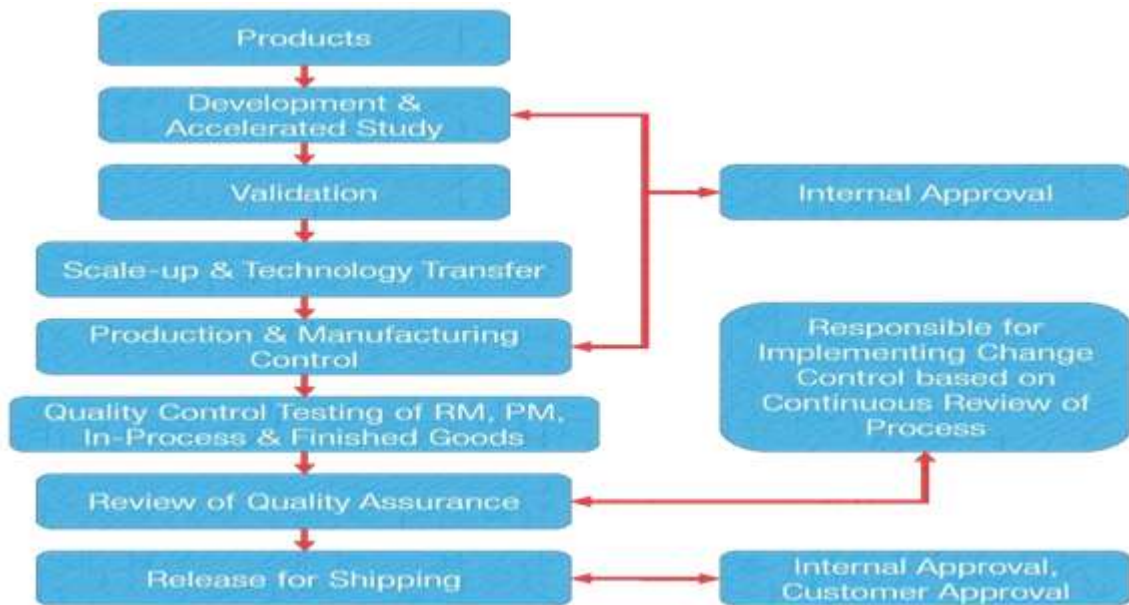 Products
Development &
Accelerated Study
Validation
Internal Approval
Scale-up & Technology Transfer
Production & Manufacturing
Control
Responsible for
Implementing Change
Control based on
Continuous Review of
Process
Quality Control Testing of RM, PM,
In-Process & Finished Goods
Review of Quality Assurance
Release for Shipping
Internal Approval,
Customer Approval